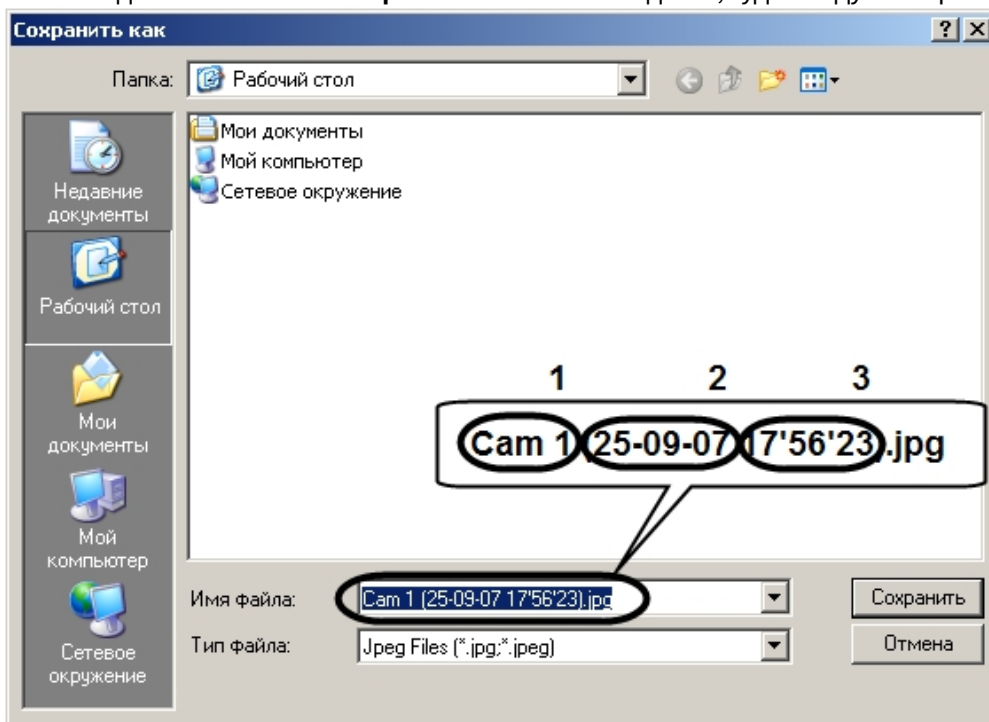 Сохранить как
Папка:
Рабочий стол
Недавние
документы
Рабочий стол
Мои
документы
Мой
компьютер
Сетевое
окружение
Мои документы
Мой компьютер
Сетевое окружение
1 2 3
Cam 1 (25-09-07 17'56'23).jpg
Имя файла:
Cam 1 (25-09-07 17'56'23).jpg
Сохранить
Тип файла:
Jpeg Files (*.jpg;*.jpeg)
Отмена